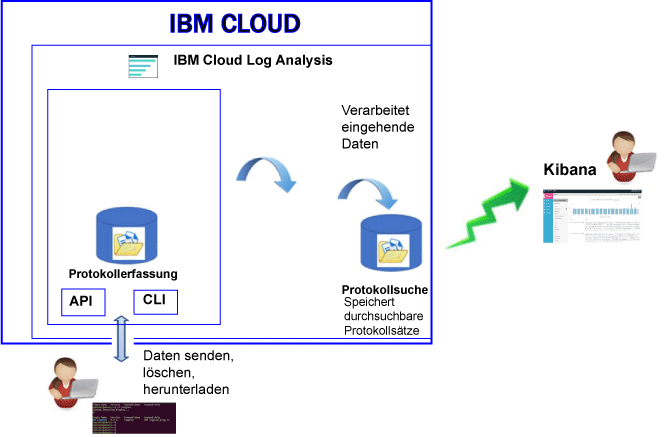 IBM CLOUD
IBM Cloud Log Analysis
Verarbeitet
eingehende
Daten
Kibana
Protokollerfassung
API
CLI
Protokollsuche
Speichert
durchsuchbare
Protokollsätze
Daten senden,
löschen,
herunterladen